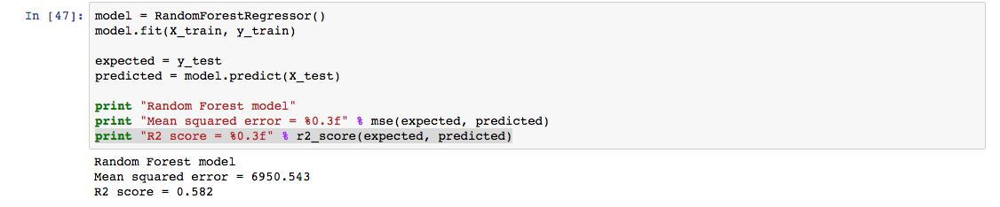 In [47]: model = RandomForestRegressor()
model.fit(X_train, y_train)
expected = y_test
predicted = model.predict(X_test)
print "Random Forest model"
print "Mean squared error = %0.3f" % mse(expected, predicted)
print "R2 score = %0.3f" % r2_score(expected, predicted)
Random Forest model
Mean squared error = 6950.543
R2 score = 0.582